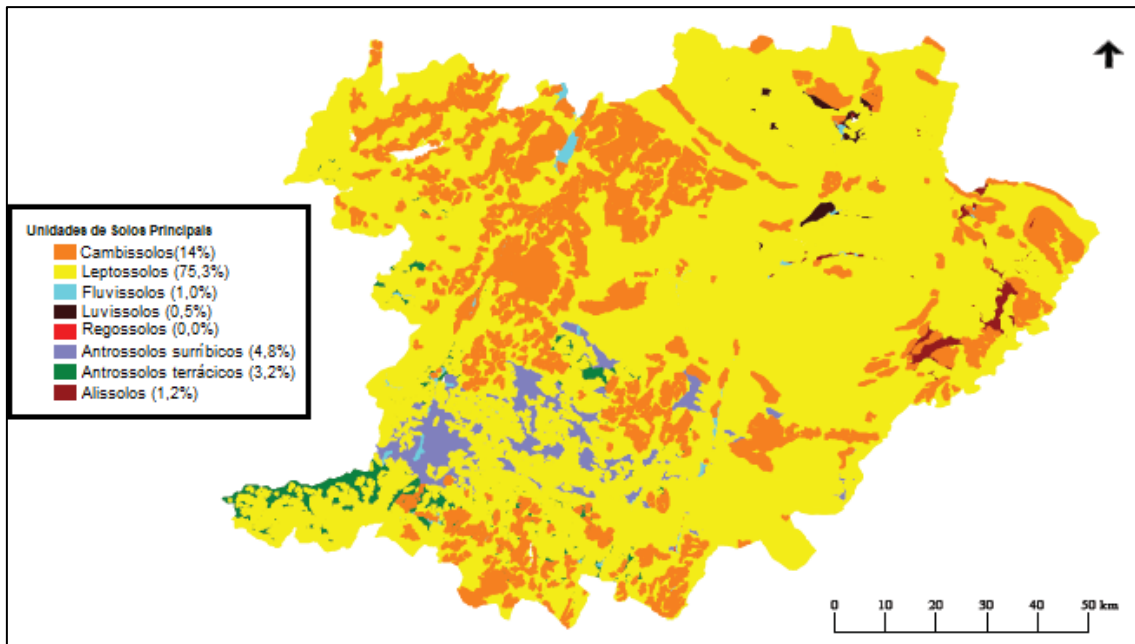 Unidades de Solos Principais
Cambissolos(14%)
Leptossolos (75,3%)
Fluvissolos (1,0%)
Luvissolos (0,5%)
Regossolos (0,0%)
Antrossolos surríbicos (4,8%)
Antrossolos terrácicos (3,2%)
Alissolos (1,2%)
0 10 20 30 40 50 km